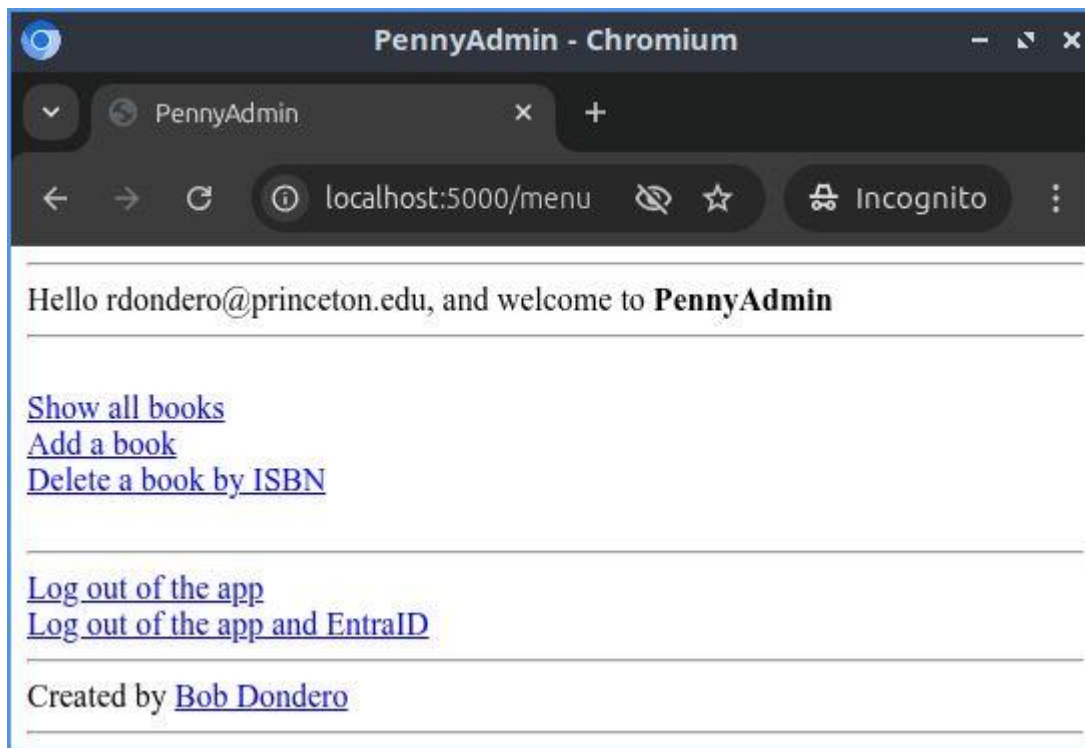 PennyAdmin - Chromium
PennyAdmin
localhost:5000/menu
Incognito
Hello rdondero@princeton.edu, and welcome to PennyAdmin
Show all books
Add a book
Delete a book by ISBN
Log out of the app
Log out of the app and EntraID
Created by Bob Dondero